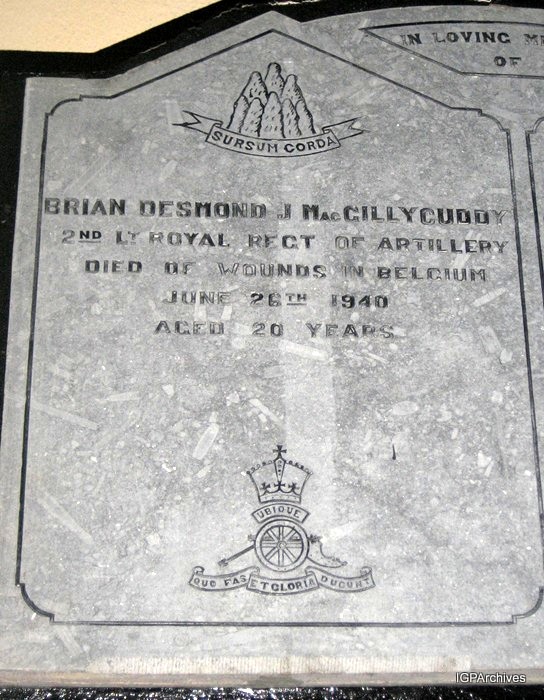 IN LOVING
OF
SURSUM CORDA
BRIAN DESMOND J MacGILLYCUDDY
2ND LT ROYAL REGT OF ARTILLERY
DIED OF WOUNDS IN BELGIUM
JUNE 26TH 1940
AGED 20 YEARS
UBIQUE
QUO FAS ET GLORIA DUCUNT
IGPArchives